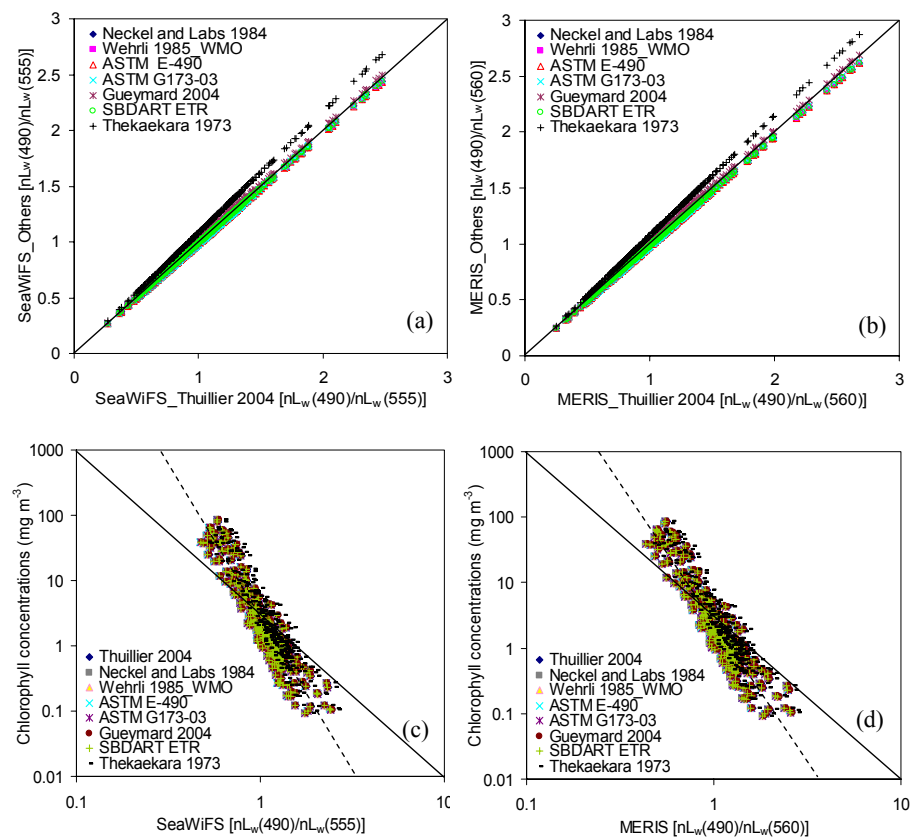 (a)
SeaWiFS_Others [nLw(490)/nLw(555)]
3
2.5
2
1.5
1
0.5
0
Neckel and Labs 1984
Wehrli 1985_WMO
ASTM E-490
ASTM G173-03
Gueymard 2004
SBDART ETR
Thekaekara 1973
0 1 2 3
SeaWiFS_Thuillier 2004 [nLw(490)/nLw(555)]
(b)
MERIS_Others [nLw(490)/nLw(560)]
3
2.5
2
1.5
1
0.5
0
Neckel and Labs 1984
Wehrli 1985_WMO
ASTM E-490
ASTM G173-03
Gueymard 2004
SBDART ETR
Thekaekara 1973
0 1 2 3
MERIS_Thuillier 2004 [nLw(490)/nLw(560)]
(c)
Chlorophyll concentrations (mg m-3)
1000
100
10
1
0.1
0.01
Thuillier 2004
Neckel and Labs 1984
Wehrli 1985_WMO
ASTM E-490
ASTM G173-03
Gueymard 2004
SBDART ETR
Thekaekara 1973
0.1 1 10
SeaWiFS [nLw(490)/nLw(555)]
(d)
Chlorophyll concentrations (mg m-3)
1000
100
10
1
0.1
0.01
Thuillier 2004
Neckel and Labs 1984
Wehrli 1985_WMO
ASTM E-490
ASTM G173-03
Gueymard 2004
SBDART ETR
Thekaekara 1973
0.1 1 10
MERIS [nLw(490)/nLw(560)]